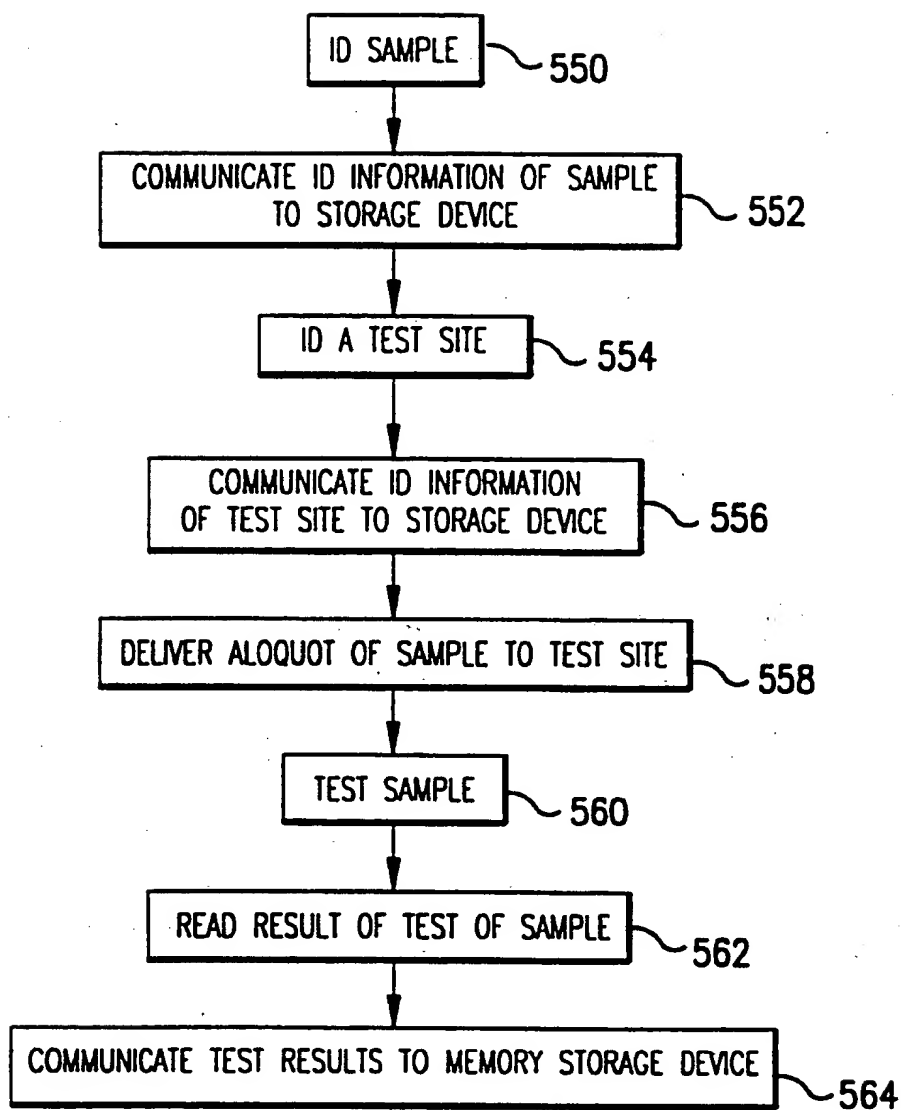 ID SAMPLE
550
COMMUNICATE ID INFORMATION OF SAMPLE
TO STORAGE DEVICE
552
ID A TEST SITE
554
COMMUNICATE ID INFORMATION
OF TEST SITE TO STORAGE DEVICE
556
DELIVER ALOQUOT OF SAMPLE TO TEST SITE
558
TEST SAMPLE
560
READ RESULT OF TEST OF SAMPLE
562
COMMUNICATE TEST RESULTS TO MEMORY STORAGE DEVICE
564